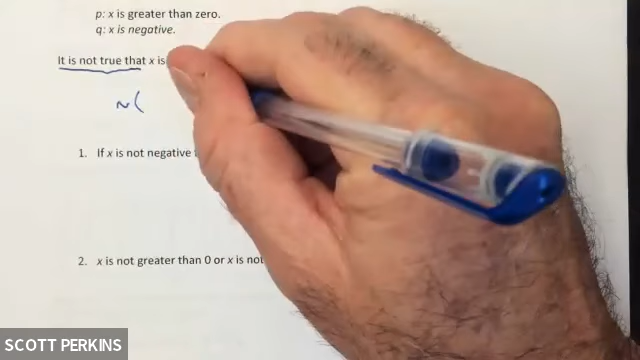 p: x is greater than zero.
q: x is negative.
It is not true that x is
~(
1. If x is not negative
2. x is not greater than 0 or x is not
SCOTT PERKINS